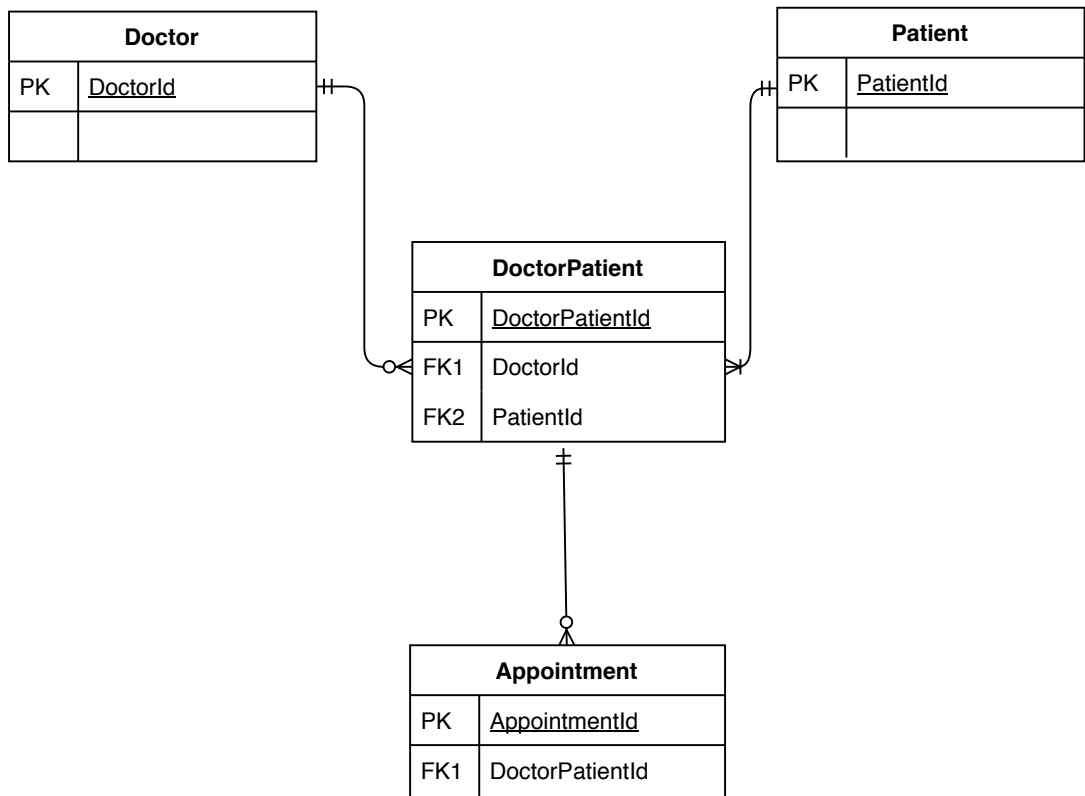 Doctor
PK DoctorId
Patient
PK PatientId
DoctorPatient
PK DoctorPatientId
FK1 DoctorId
FK2 PatientId
Appointment
PK AppointmentId
FK1 DoctorPatientId